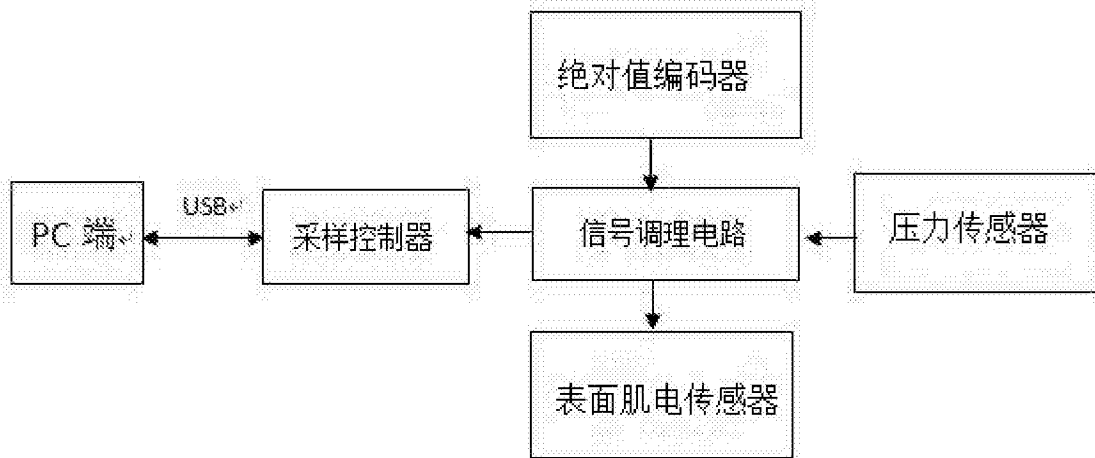 绝对值编码器
USB
PC 端
采样控制器
信号调理电路
压力传感器
表面肌电传感器